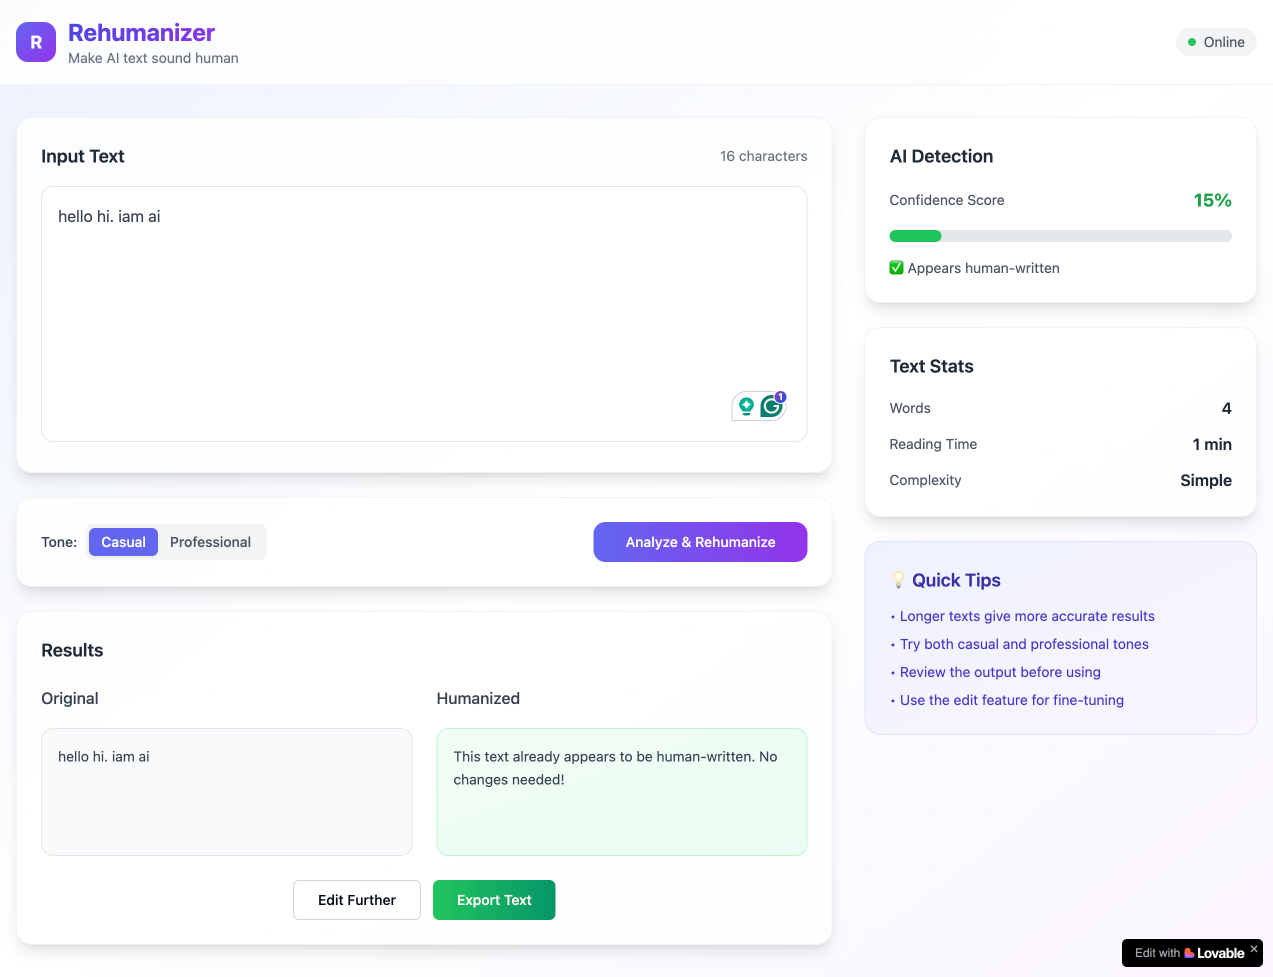 R
Rehumanizer
Make AI text sound human
Online
Input Text
16 characters
hello hi. iam ai
1
Tone:
Casual
Professional
Analyze & Rehumanize
Results
Original
Humanized
hello hi. iam ai
This text already appears to be human-written. No
changes needed!
Edit Further
Export Text
AI Detection
Confidence Score
15%
✅ Appears human-written
Text Stats
Words
4
Reading Time
1 min
Complexity
Simple
💡 Quick Tips
• Longer texts give more accurate results
• Try both casual and professional tones
• Review the output before using
• Use the edit feature for fine-tuning
Edit with Lovable ×